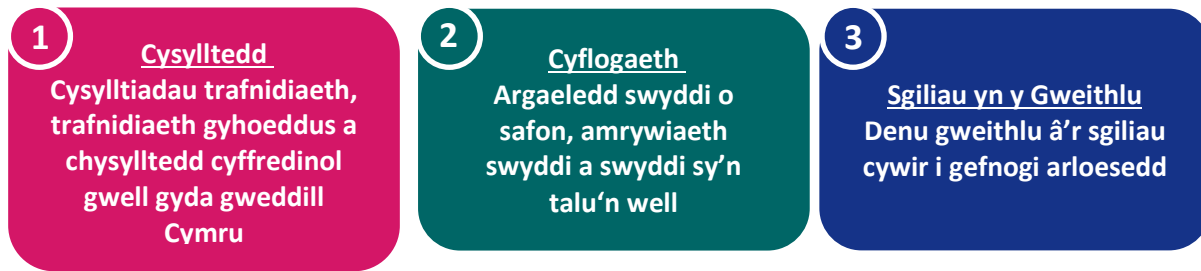 1
Cysylltedd
Cysylltiadau trafnidiaeth,
trafnidiaeth gyhoeddus a
chysylltedd cyffredinol
gwell gyda gweddill
Cymru
2
Cyflogaeth
Argaeledd swyddi o
safon, amrywiaeth
swyddi a swyddi sy’n
talu‘n well
3
Sgiliau yn y Gweithlu
Denu gweithlu â’r sgiliau
cywir i gefnogi arloesedd